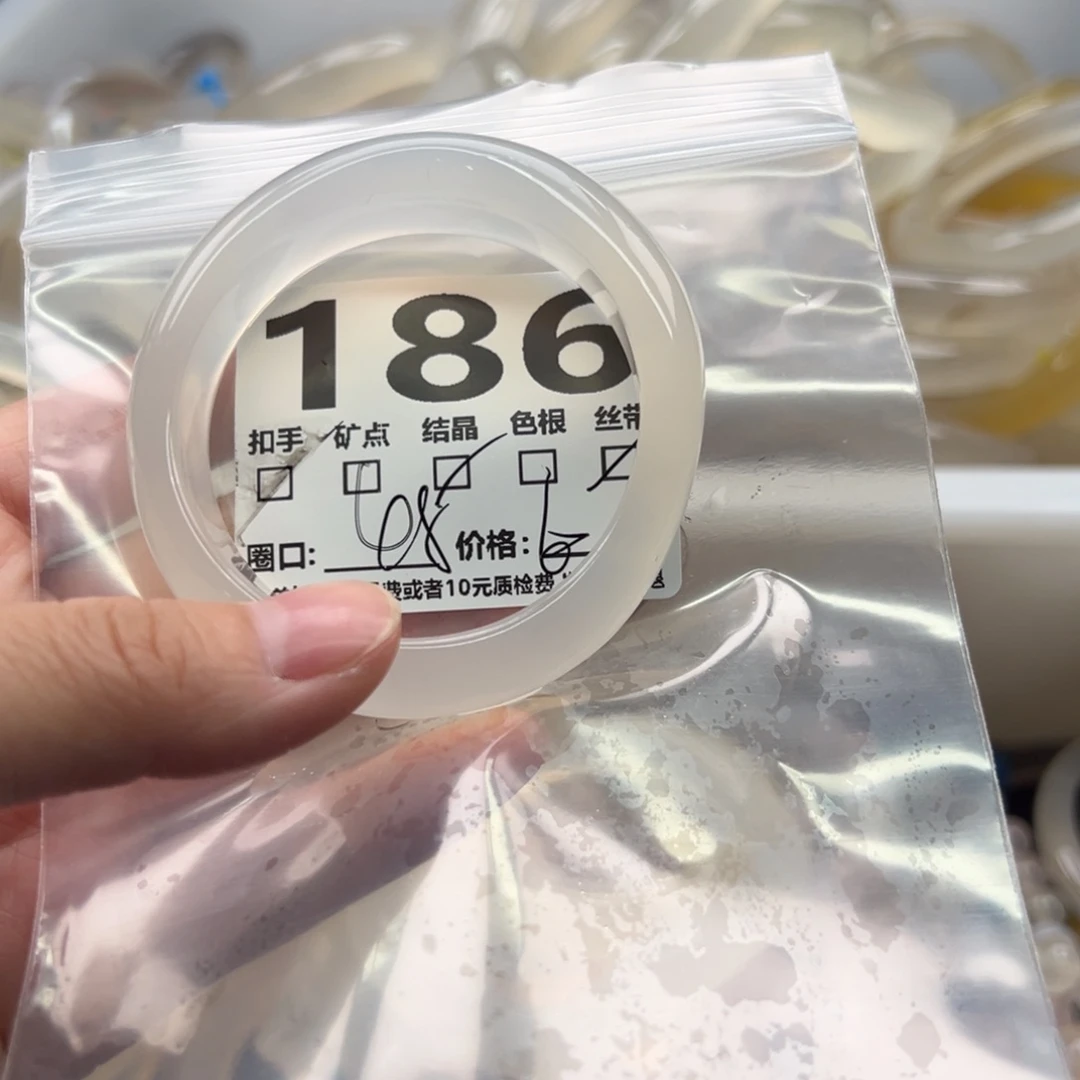 186
扣手 矿点 结晶 色根 丝带
圈口: 价格:
费或者10元质检费